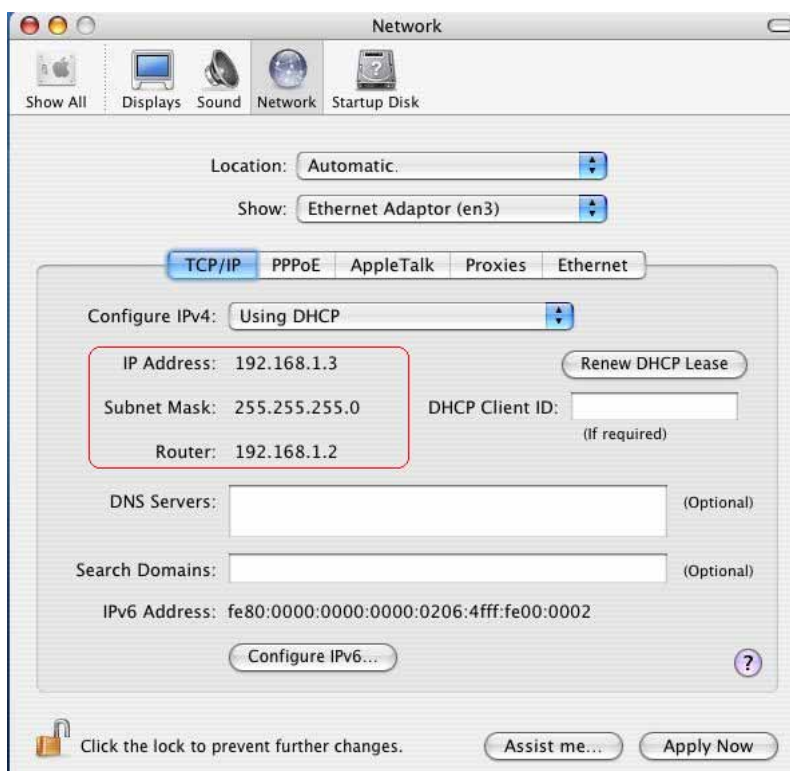 Network
Show All Displays Sound Network Startup Disk
Location: Automatic.
Show: Ethernet Adaptor (en3)
TCP/IP PPPoE AppleTalk Proxies Ethernet
Configure IPv4: Using DHCP
IP Address: 192.168.1.3 Renew DHCP Lease
Subnet Mask: 255.255.255.0 DHCP Client ID:
(If required)
Router: 192.168.1.2
DNS Servers: (Optional)
Search Domains: (Optional)
IPv6 Address: fe80:0000:0000:0000:0206:4fff:fe00:0002
Configure IPv6... ?
Click the lock to prevent further changes. Assist me... Apply Now